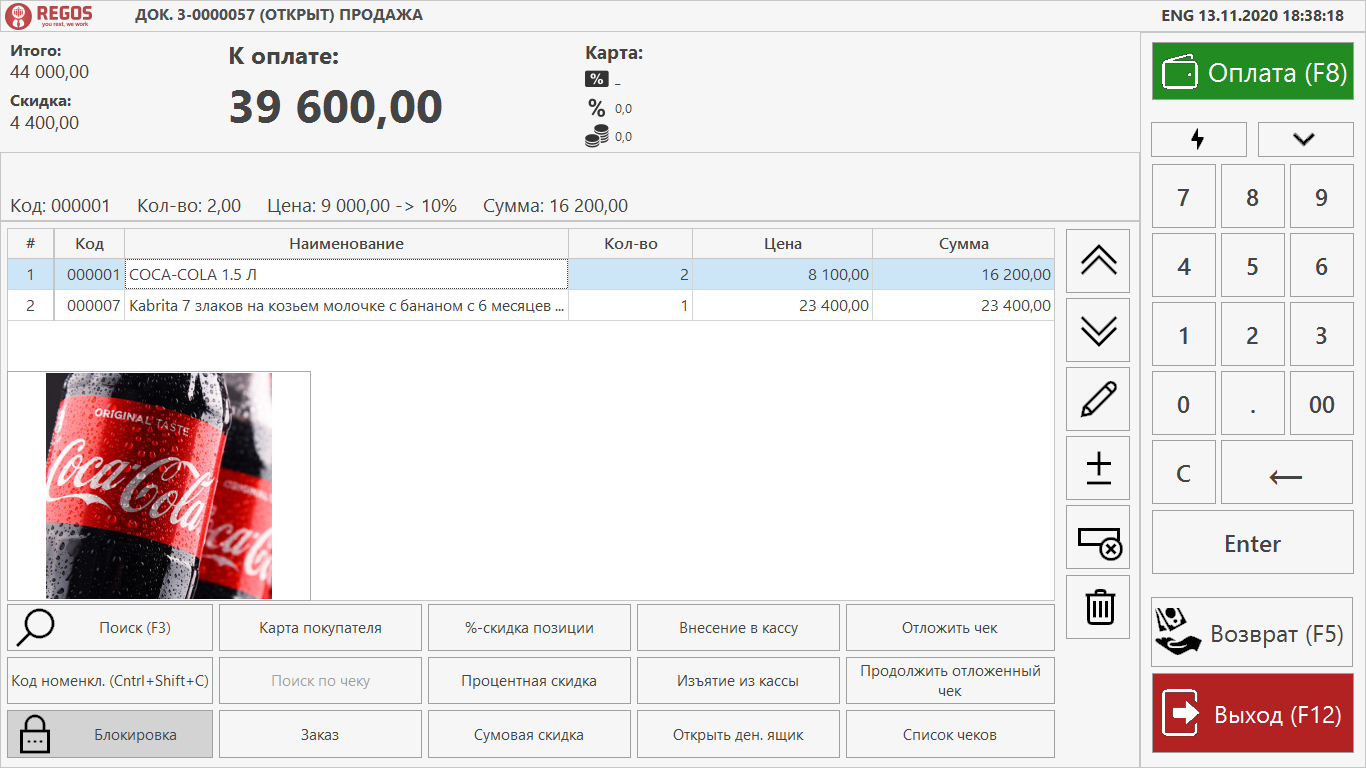 REGOS
you rest, we work
ДОК. 3-0000057 (ОТКРЫТ) ПРОДАЖА
ENG 13.11.2020 18:38:18
Итого:
44 000,00
Скидка:
4 400,00
К оплате:
39 600,00
Карта:
% _
% 0,0
0,0
Оплата (F8)
Код: 000001 Кол-во: 2,00 Цена: 9 000,00 -> 10% Сумма: 16 200,00
# Код Наименование Кол-во Цена Сумма
1 000001 COCA-COLA 1.5 Л 2 8 100,00 16 200,00
2 000007 Kabrita 7 злаков на козьем молочке с бананом с 6 месяцев ... 1 23 400,00 23 400,00
ORIGINAL TASTE
Coca-Cola
7 8 9
4 5 6
1 2 3
0 . 00
C ←
Enter
Поиск (F3) Карта покупателя %-скидка позиции Внесение в кассу Отложить чек
Код номенкл. (Cntrl+Shift+C) Поиск по чеку Процентная скидка Изъятие из кассы Продолжить отложенный
чек
Блокировка Заказ Сумовая скидка Открыть ден. ящик Список чеков
Возврат (F5)
Выход (F12)